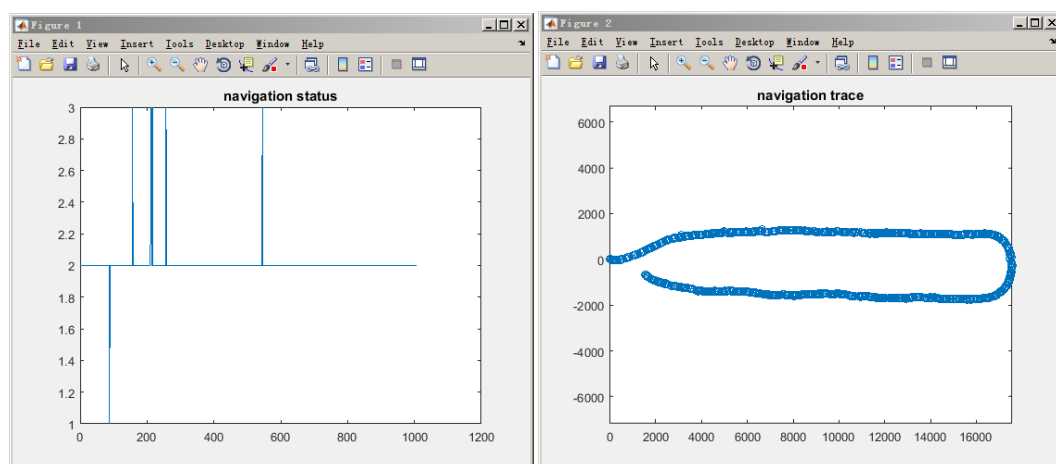 Figure 1
File Edit View Insert Tools Desktop Window Help
navigation status
3
2.8
2.6
2.4
2.2
2
1.8
1.6
1.4
1.2
1
0 200 400 600 800 1000 1200
Figure 2
File Edit View Insert Tools Desktop Window Help
navigation trace
6000
4000
2000
0
-2000
-4000
-6000
0 2000 4000 6000 8000 10000 12000 14000 16000